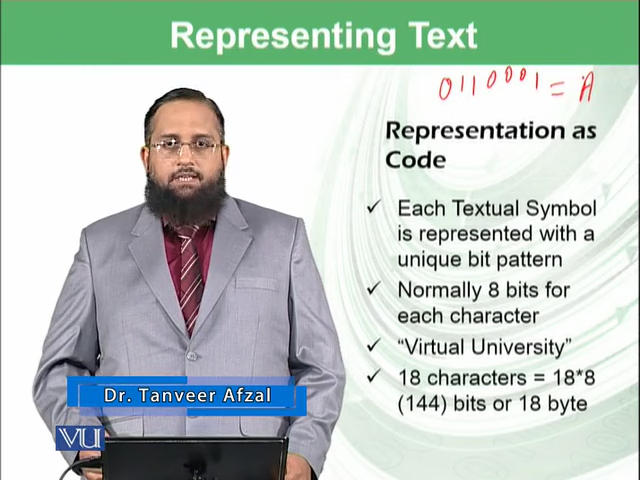 Representing Text
0110001 = A
Representation as
Code
✓ Each Textual Symbol
is represented with a
unique bit pattern
✓ Normally 8 bits for
each character
✓ “Virtual University”
✓ 18 characters = 18*8
(144) bits or 18 byte
Dr. Tanveer Afzal
VU